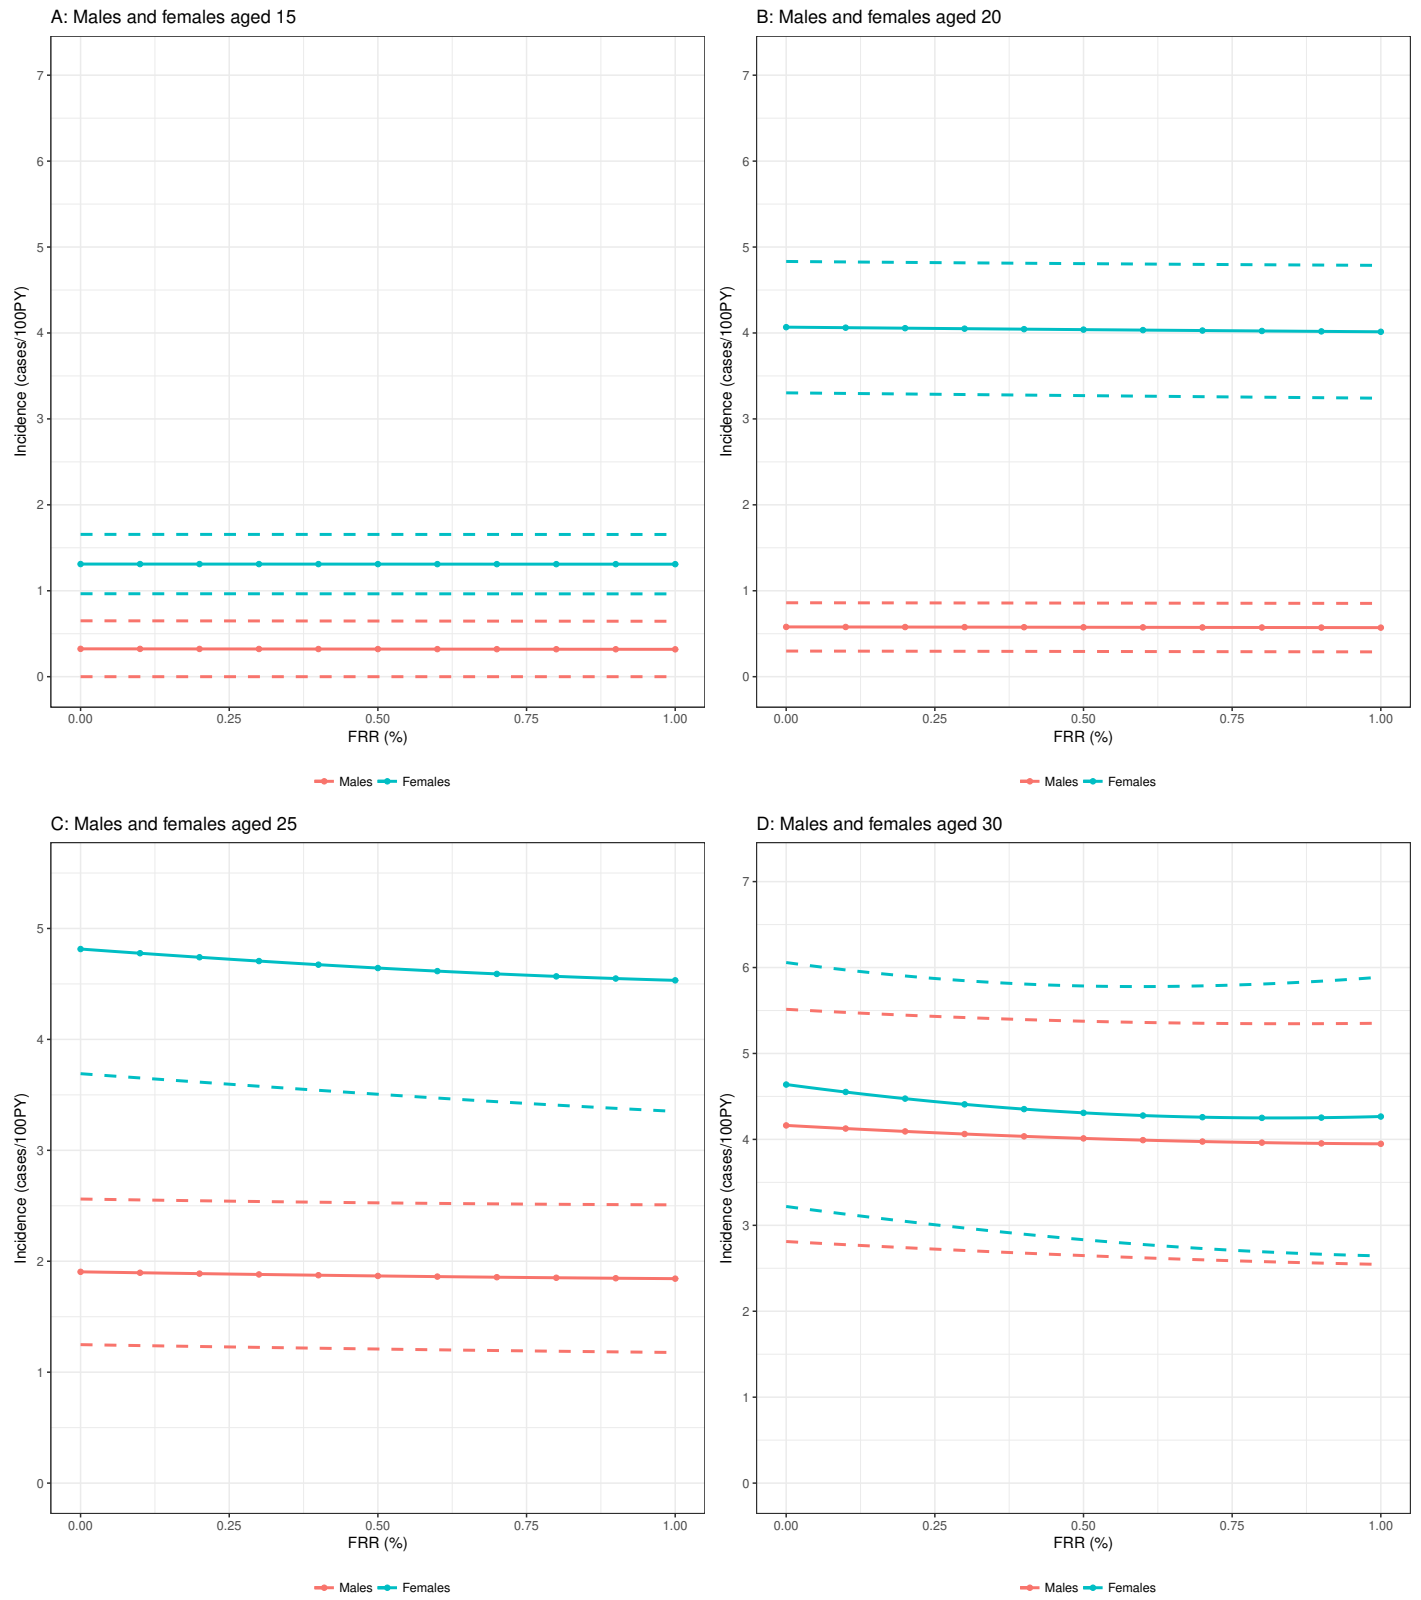 A: Males and females aged 15
Incidence (cases/100PY)
7
6
5
4
3
2
1
0
0.00 0.25 0.50 0.75 1.00
FRR (%)
Males Females
B: Males and females aged 20
Incidence (cases/100PY)
7
6
5
4
3
2
1
0
0.00 0.25 0.50 0.75 1.00
FRR (%)
Males Females
C: Males and females aged 25
Incidence (cases/100PY)
5
4
3
2
1
0
0.00 0.25 0.50 0.75 1.00
FRR (%)
Males Females
D: Males and females aged 30
Incidence (cases/100PY)
7
6
5
4
3
2
1
0
0.00 0.25 0.50 0.75 1.00
FRR (%)
Males Females